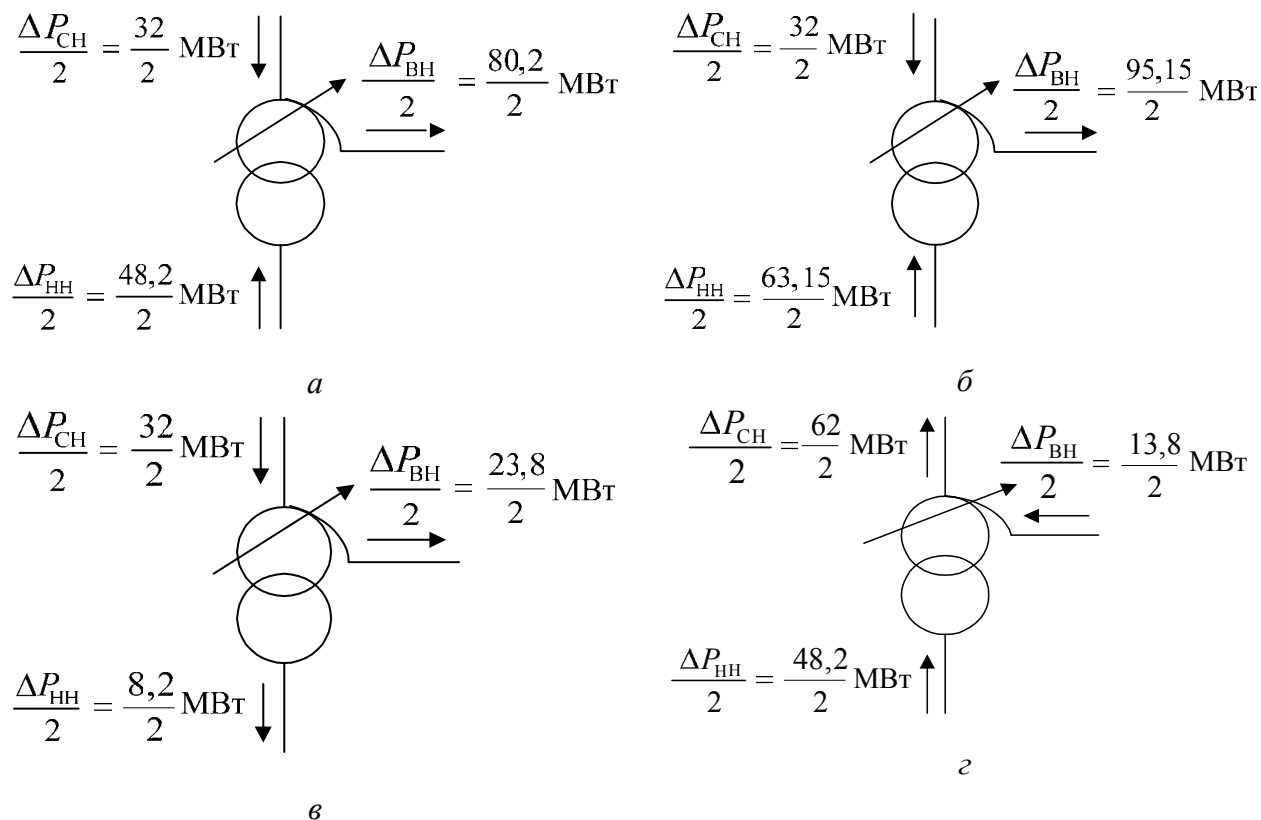 ΔP_СН/2 = 32/2 МВт
ΔP_ВН/2 = 80,2/2 МВт
ΔP_НН/2 = 48,2/2 МВт
а
ΔP_СН/2 = 32/2 МВт
ΔP_ВН/2 = 95,15/2 МВт
ΔP_НН/2 = 63,15/2 МВт
б
ΔP_СН/2 = 32/2 МВт
ΔP_ВН/2 = 23,8/2 МВт
ΔP_НН/2 = 8,2/2 МВт
в
ΔP_СН/2 = 62/2 МВт
ΔP_ВН/2 = 13,8/2 МВт
ΔP_НН/2 = 48,2/2 МВт
г